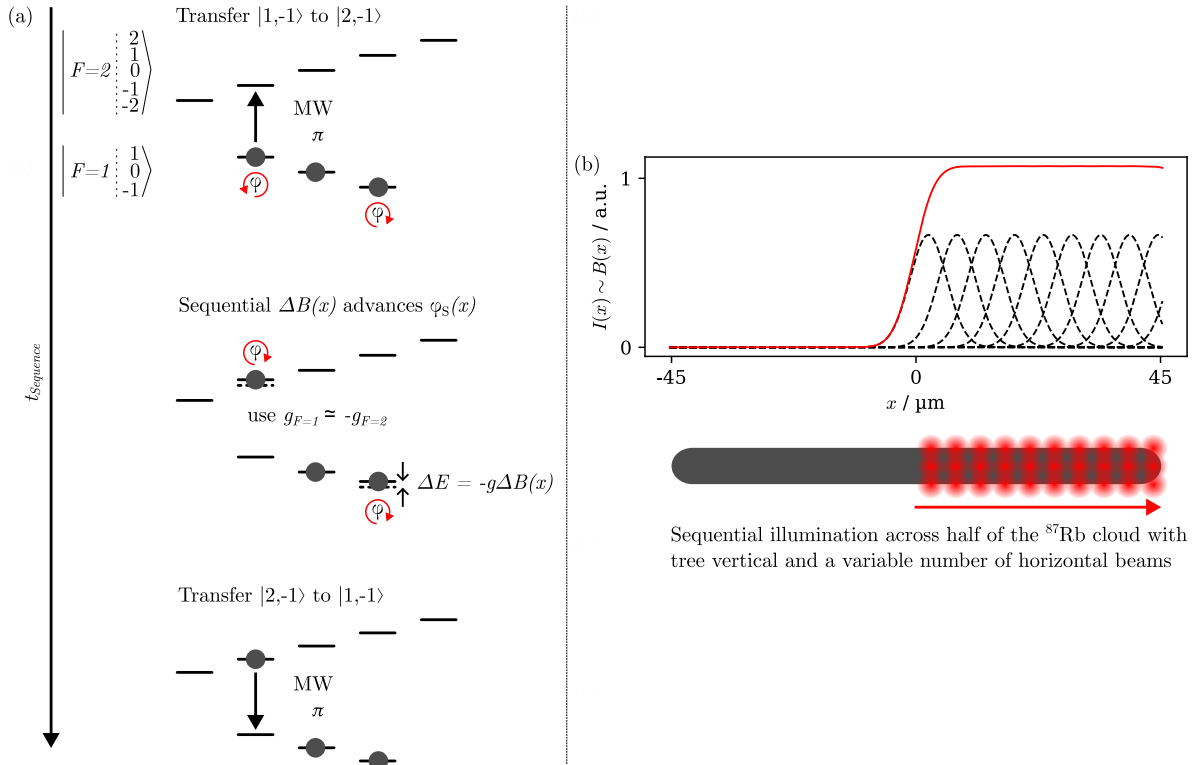 (a)
Transfer |1,-1⟩ to |2,-1⟩
F=2
2
1
0
-1
-2
MW
π
F=1
1
0
-1
φ
φ
Sequential ΔB(x) advances φ_S(x)
φ
t_Sequence
use g_{F=1} ≃ -g_{F=2}
ΔE = -gΔB(x)
φ
Transfer |2,-1⟩ to |1,-1⟩
MW
π
(b)
I(x) ~ B(x) / a.u.
1
0
-45
0
45
x / µm
Sequential illumination across half of the ⁸⁷Rb cloud with
tree vertical and a variable number of horizontal beams